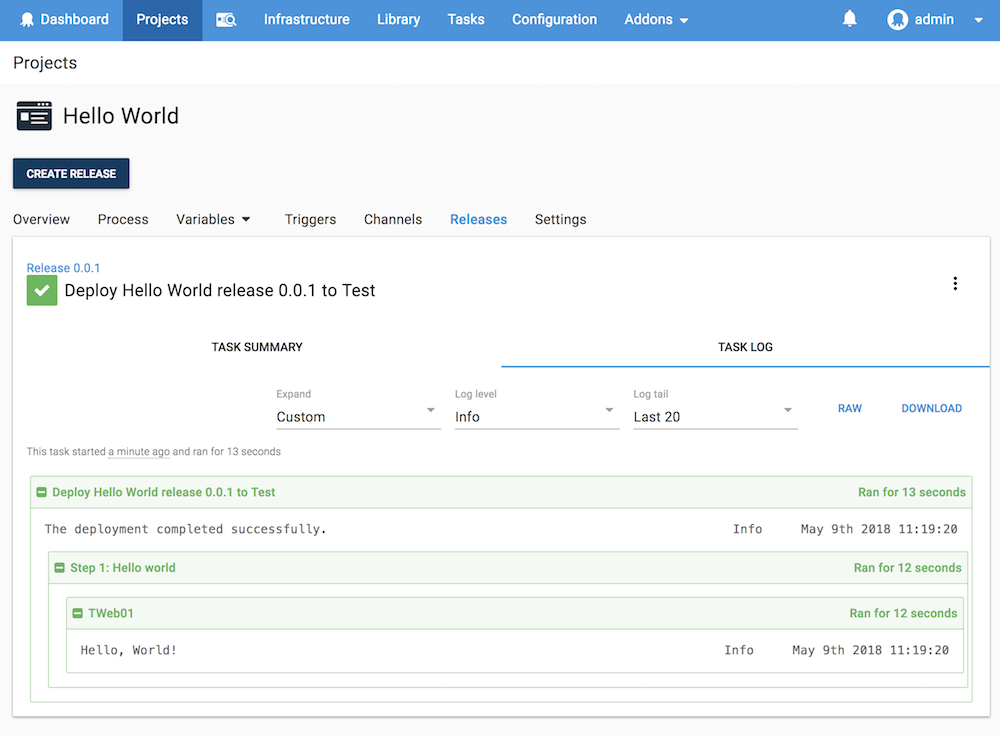 Dashboard Projects Infrastructure Library Tasks Configuration Addons admin
Projects
Hello World
CREATE RELEASE
Overview Process Variables Triggers Channels Releases Settings
Release 0.0.1
Deploy Hello World release 0.0.1 to Test
TASK SUMMARY TASK LOG
Expand Log level Log tail
Custom Info Last 20 RAW DOWNLOAD
This task started a minute ago and ran for 13 seconds
Deploy Hello World release 0.0.1 to Test Ran for 13 seconds
The deployment completed successfully. Info May 9th 2018 11:19:20
Step 1: Hello world Ran for 12 seconds
TWeb01 Ran for 12 seconds
Hello, World! Info May 9th 2018 11:19:20